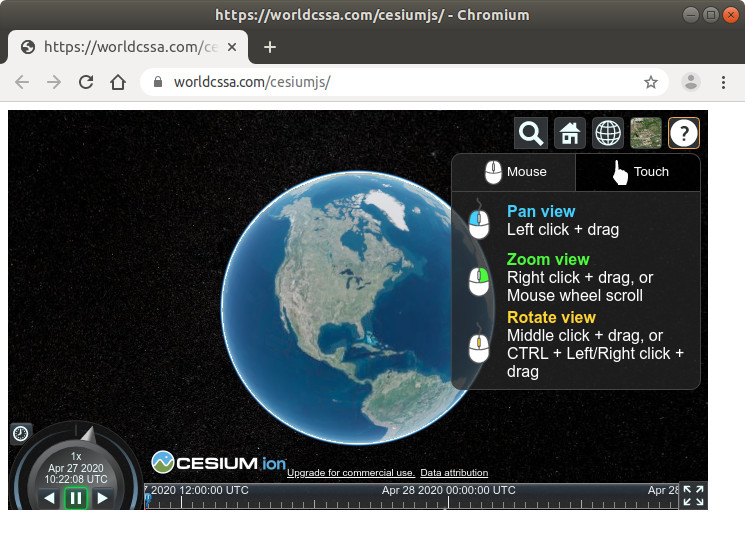 https://worldcssa.com/cesiumjs/ - Chromium
https://worldcssa.com/ce
worldcssa.com/cesiumjs/
?
Mouse
Touch
Pan view
Left click + drag
Zoom view
Right click + drag, or
Mouse wheel scroll
Rotate view
Middle click + drag, or
CTRL + Left/Right click +
drag
1x
Apr 27 2020
10:22:08 UTC
CESIUM ion
Upgrade for commercial use. Data attribution
2020 12:00:00 UTC
Apr 28 2020 00:00:00 UTC
Apr 28